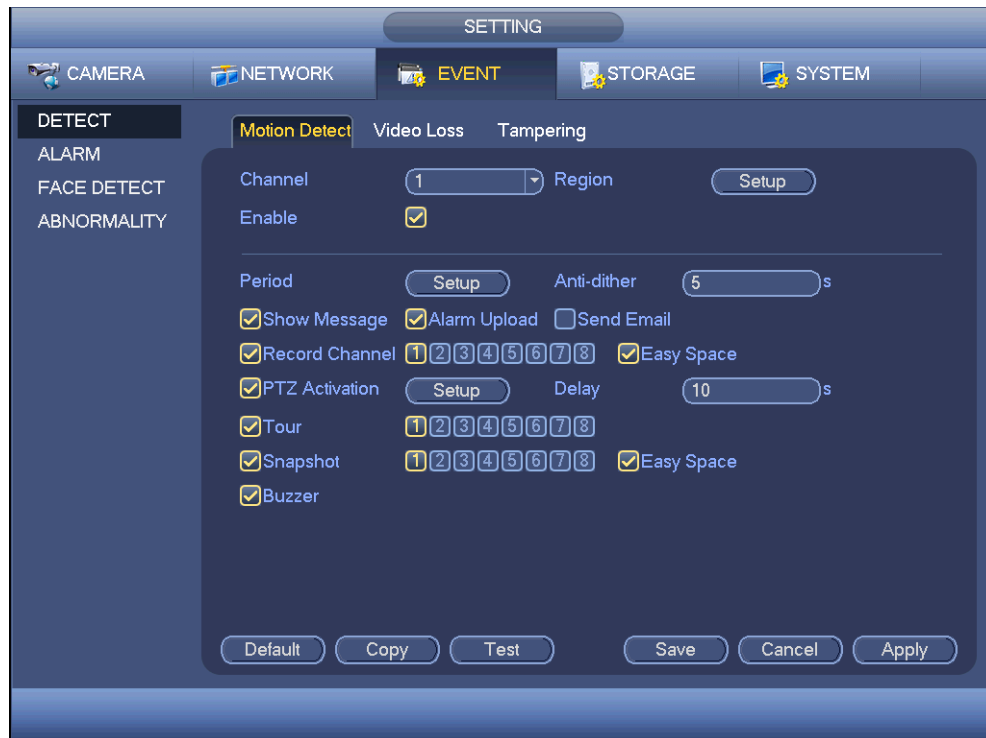 SETTING
CAMERA NETWORK EVENT STORAGE SYSTEM
DETECT
ALARM
FACE DETECT
ABNORMALITY
Motion Detect Video Loss Tampering
Channel 1 Region Setup
Enable
Period Setup Anti-dither 5 s
Show Message Alarm Upload Send Email
Record Channel 1 2 3 4 5 6 7 8 Easy Space
PTZ Activation Setup Delay 10 s
Tour 1 2 3 4 5 6 7 8
Snapshot 1 2 3 4 5 6 7 8 Easy Space
Buzzer
Default Copy Test Save Cancel Apply